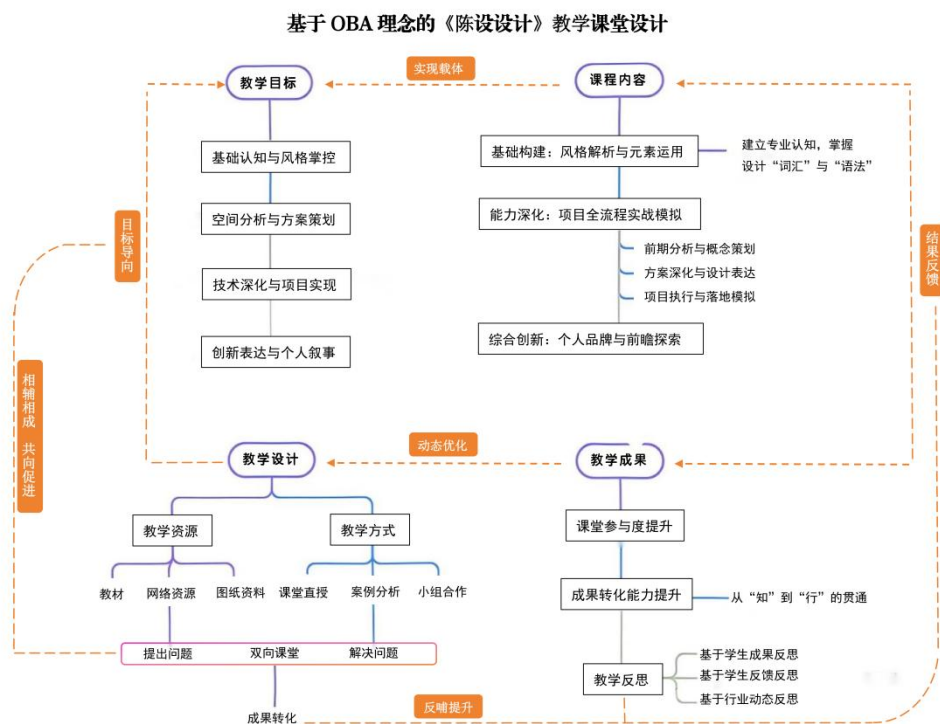 基于 OBA 理念的《陈设设计》教学课堂设计
实现载体
教学目标
课程内容
基础认知与风格掌控
空间分析与方案策划
技术深化与项目实现
创新表达与个人叙事
基础构建：风格解析与元素运用
建立专业认知，掌握
设计“词汇”与“语法”
能力深化：项目全流程实战模拟
前期分析与概念策划
方案深化与设计表达
项目执行与落地模拟
综合创新：个人品牌与前瞻探索
目标导向
结果反馈
相辅相成 共向促进
动态优化
教学设计
教学成果
教学资源
教学方式
教材
网络资源
图纸资料
课堂直授
案例分析
小组合作
提出问题
双向课堂
解决问题
成果转化
反哺提升
课堂参与度提升
成果转化能力提升
从“知”到“行”的贯通
教学反思
基于学生成果反思
基于学生反馈反思
基于行业动态反思